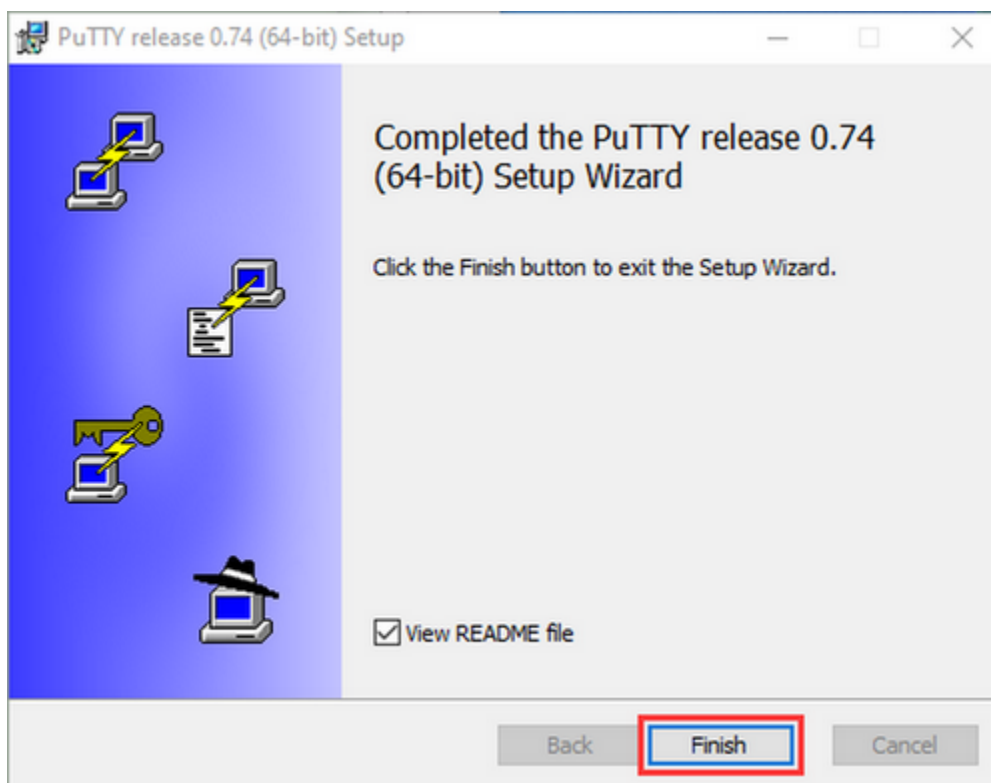 PuTTY release 0.74 (64-bit) Setup
Completed the PuTTY release 0.74
(64-bit) Setup Wizard
Click the Finish button to exit the Setup Wizard.
View README file
Back
Finish
Cancel